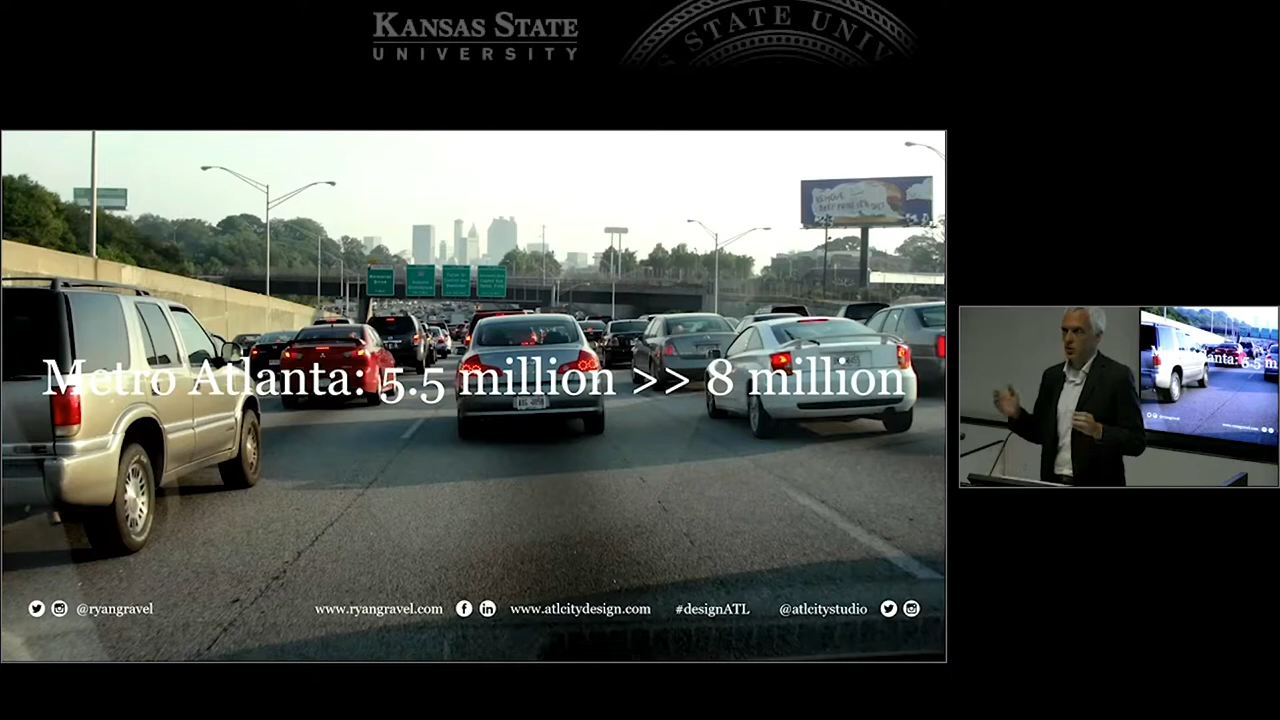 KANSAS STATE
UNIVERSITY
STATE UNIV
Metro Atlanta: 5.5 million >> 8 million
@ryangravel
www.ryangravel.com
www.atlcitydesign.com
#designATL
@atlcitystudio